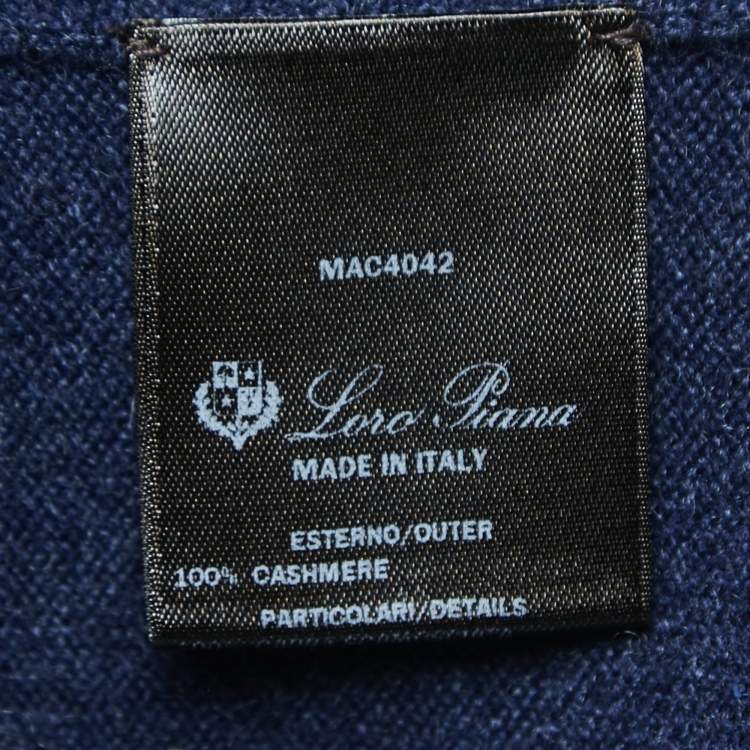 MAC4042
Loro Piana
MADE IN ITALY
ESTERNO/OUTER
100% CASHMERE
PARTICOLARI/DETAILS